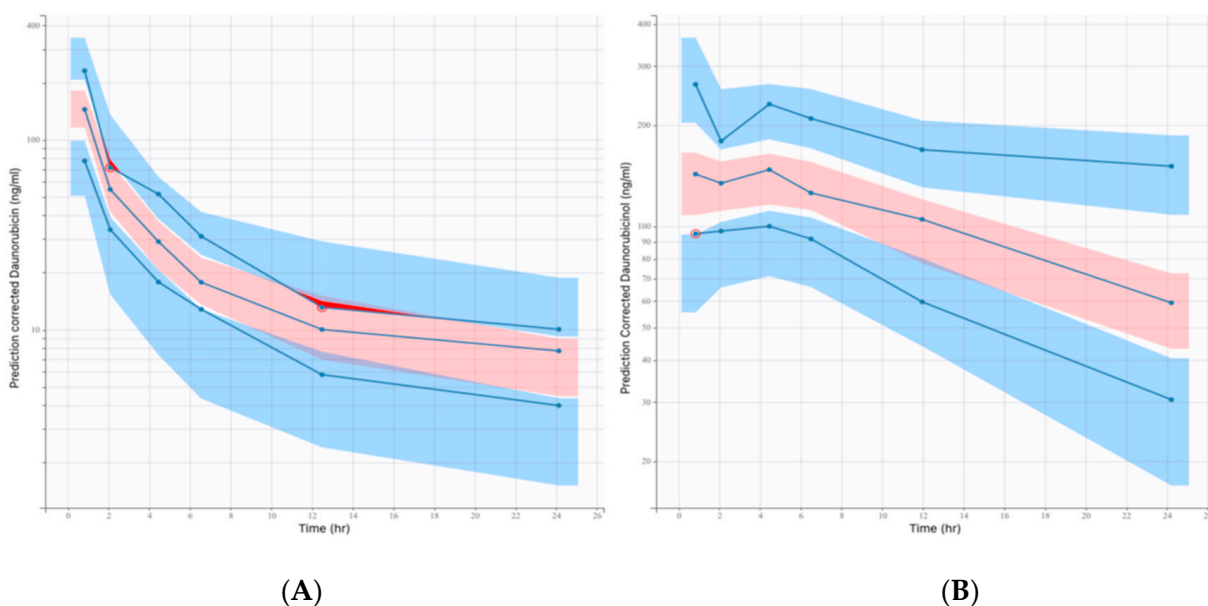 400
100
10
Prediction corrected Daunorubicin (ng/ml)
0 2 4 6 8 10 12 14 16 18 20 22 24 26
Time (hr)
(A)
400
300
200
100
90
80
70
60
50
40
30
20
Prediction Corrected Daunorubicinol (ng/ml)
0 2 4 6 8 10 12 14 16 18 20 22 24 26
Time (hr)
(B)